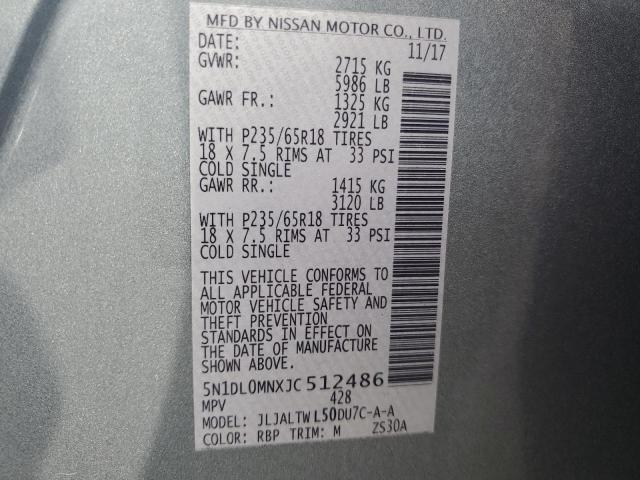 MFD BY NISSAN MOTOR CO., LTD.
DATE: 11/17
GVWR: 2715 KG
5986 LB
GAWR FR.: 1325 KG
2921 LB
WITH P235/65R18 TIRES
18 X 7.5 RIMS AT 33 PSI
COLD SINGLE
GAWR RR.: 1415 KG
3120 LB
WITH P235/65R18 TIRES
18 X 7.5 RIMS AT 33 PSI
COLD SINGLE
THIS VEHICLE CONFORMS TO
ALL APPLICABLE FEDERAL
MOTOR VEHICLE SAFETY AND
THEFT PREVENTION
STANDARDS IN EFFECT ON
THE DATE OF MANUFACTURE
SHOWN ABOVE.
5N1DL0MNXJC512486
MPV 428
MODEL: JLJALTWL50DU7C-A-A
COLOR: RBP TRIM: M ZS30A